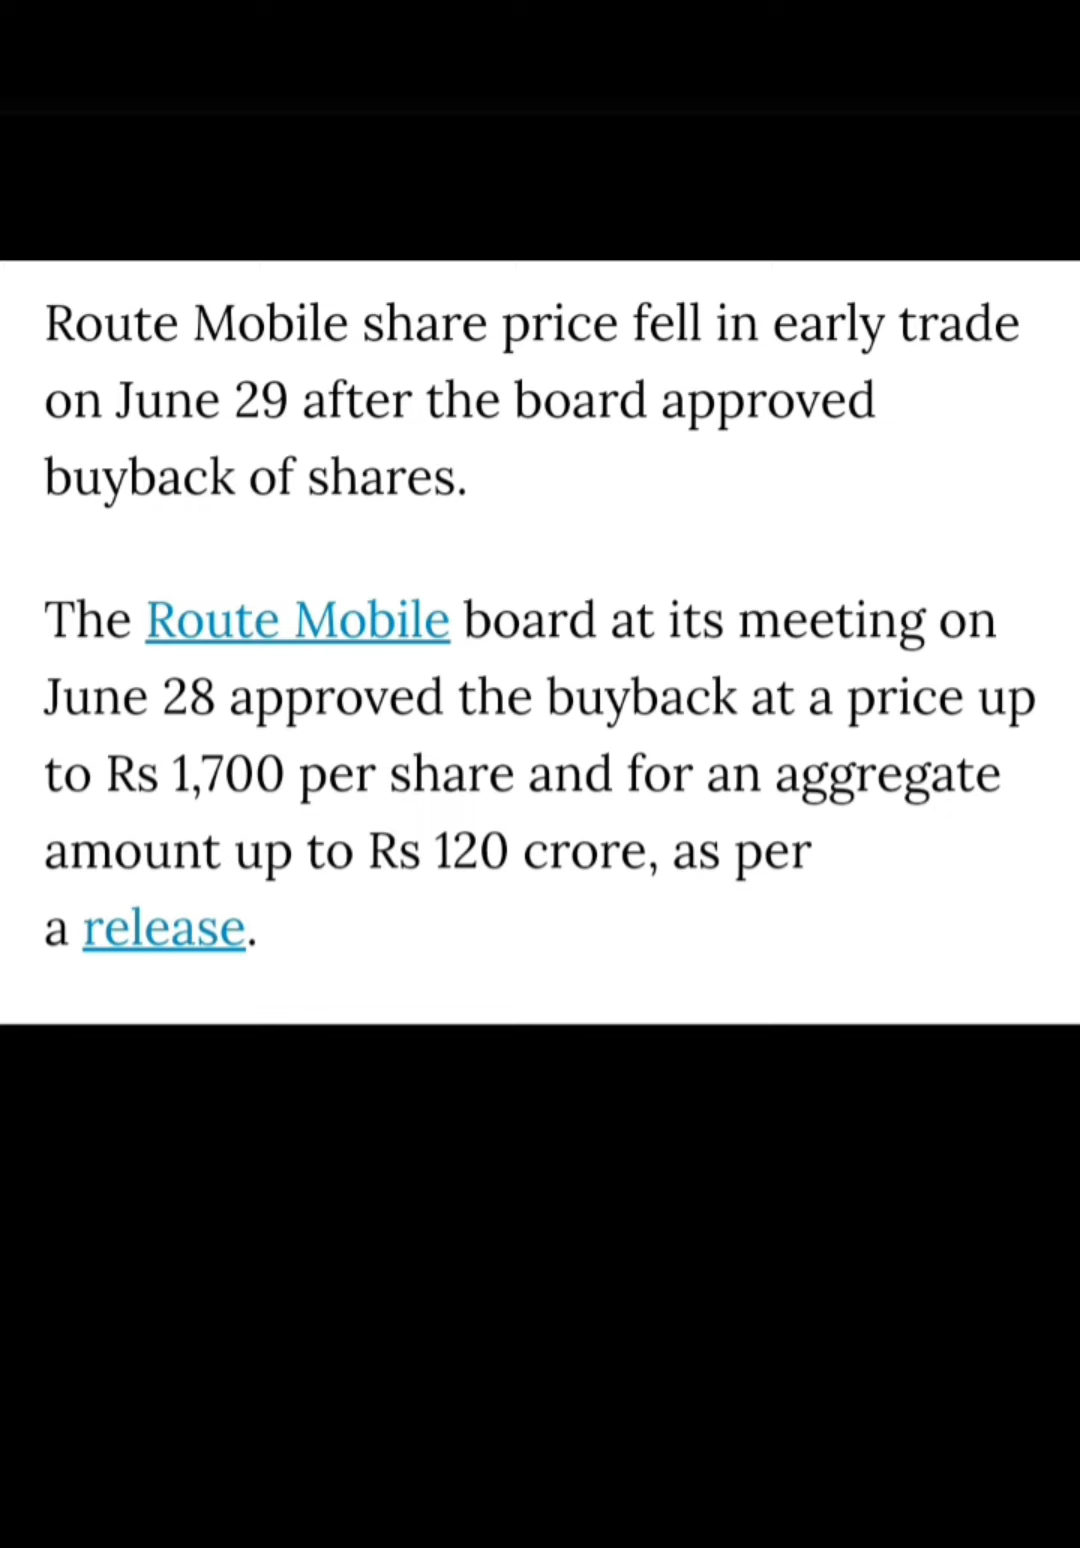 Route Mobile share price fell in early trade
on June 29 after the board approved
buyback of shares.
The Route Mobile board at its meeting on
June 28 approved the buyback at a price up
to Rs 1,700 per share and for an aggregate
amount up to Rs 120 crore, as per
a release.